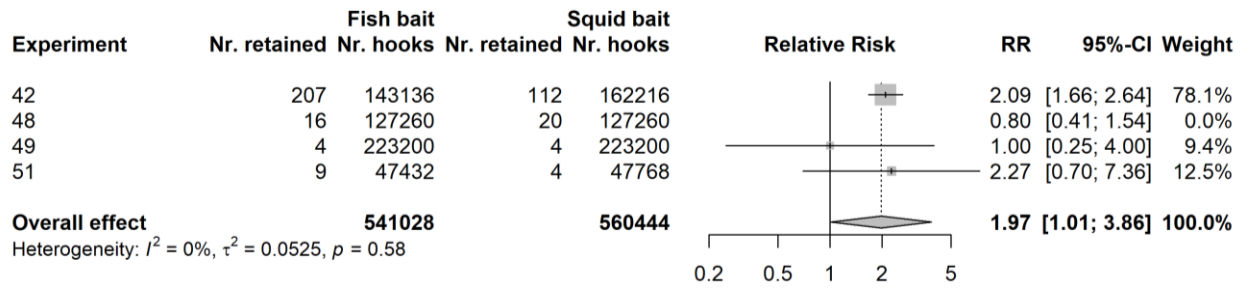 Fish bait Squid bait
Experiment Nr. retained Nr. hooks Nr. retained Nr. hooks Relative Risk RR 95%-CI Weight
42 207 143136 112 162216 2.09 [1.66; 2.64] 78.1%
48 16 127260 20 127260 0.80 [0.41; 1.54] 0.0%
49 4 223200 4 223200 1.00 [0.25; 4.00] 9.4%
51 9 47432 4 47768 2.27 [0.70; 7.36] 12.5%
Overall effect 541028 560444 1.97 [1.01; 3.86] 100.0%
Heterogeneity: I² = 0%, τ² = 0.0525, p = 0.58
0.2 0.5 1 2 5